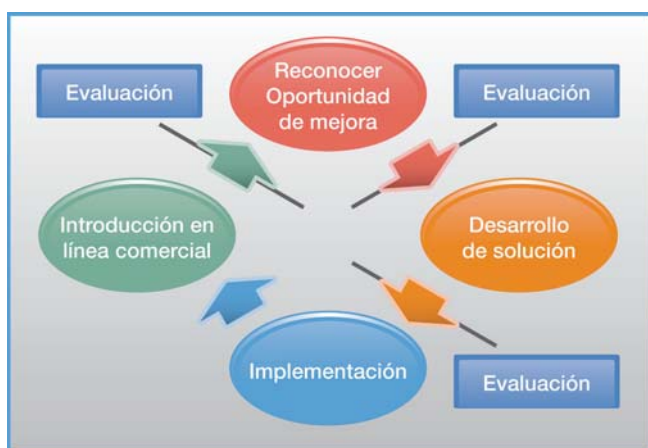 Reconocer
Oportunidad
de mejora
Evaluación
Evaluación
Introducción en
línea comercial
Desarrollo
de solución
Implementación
Evaluación